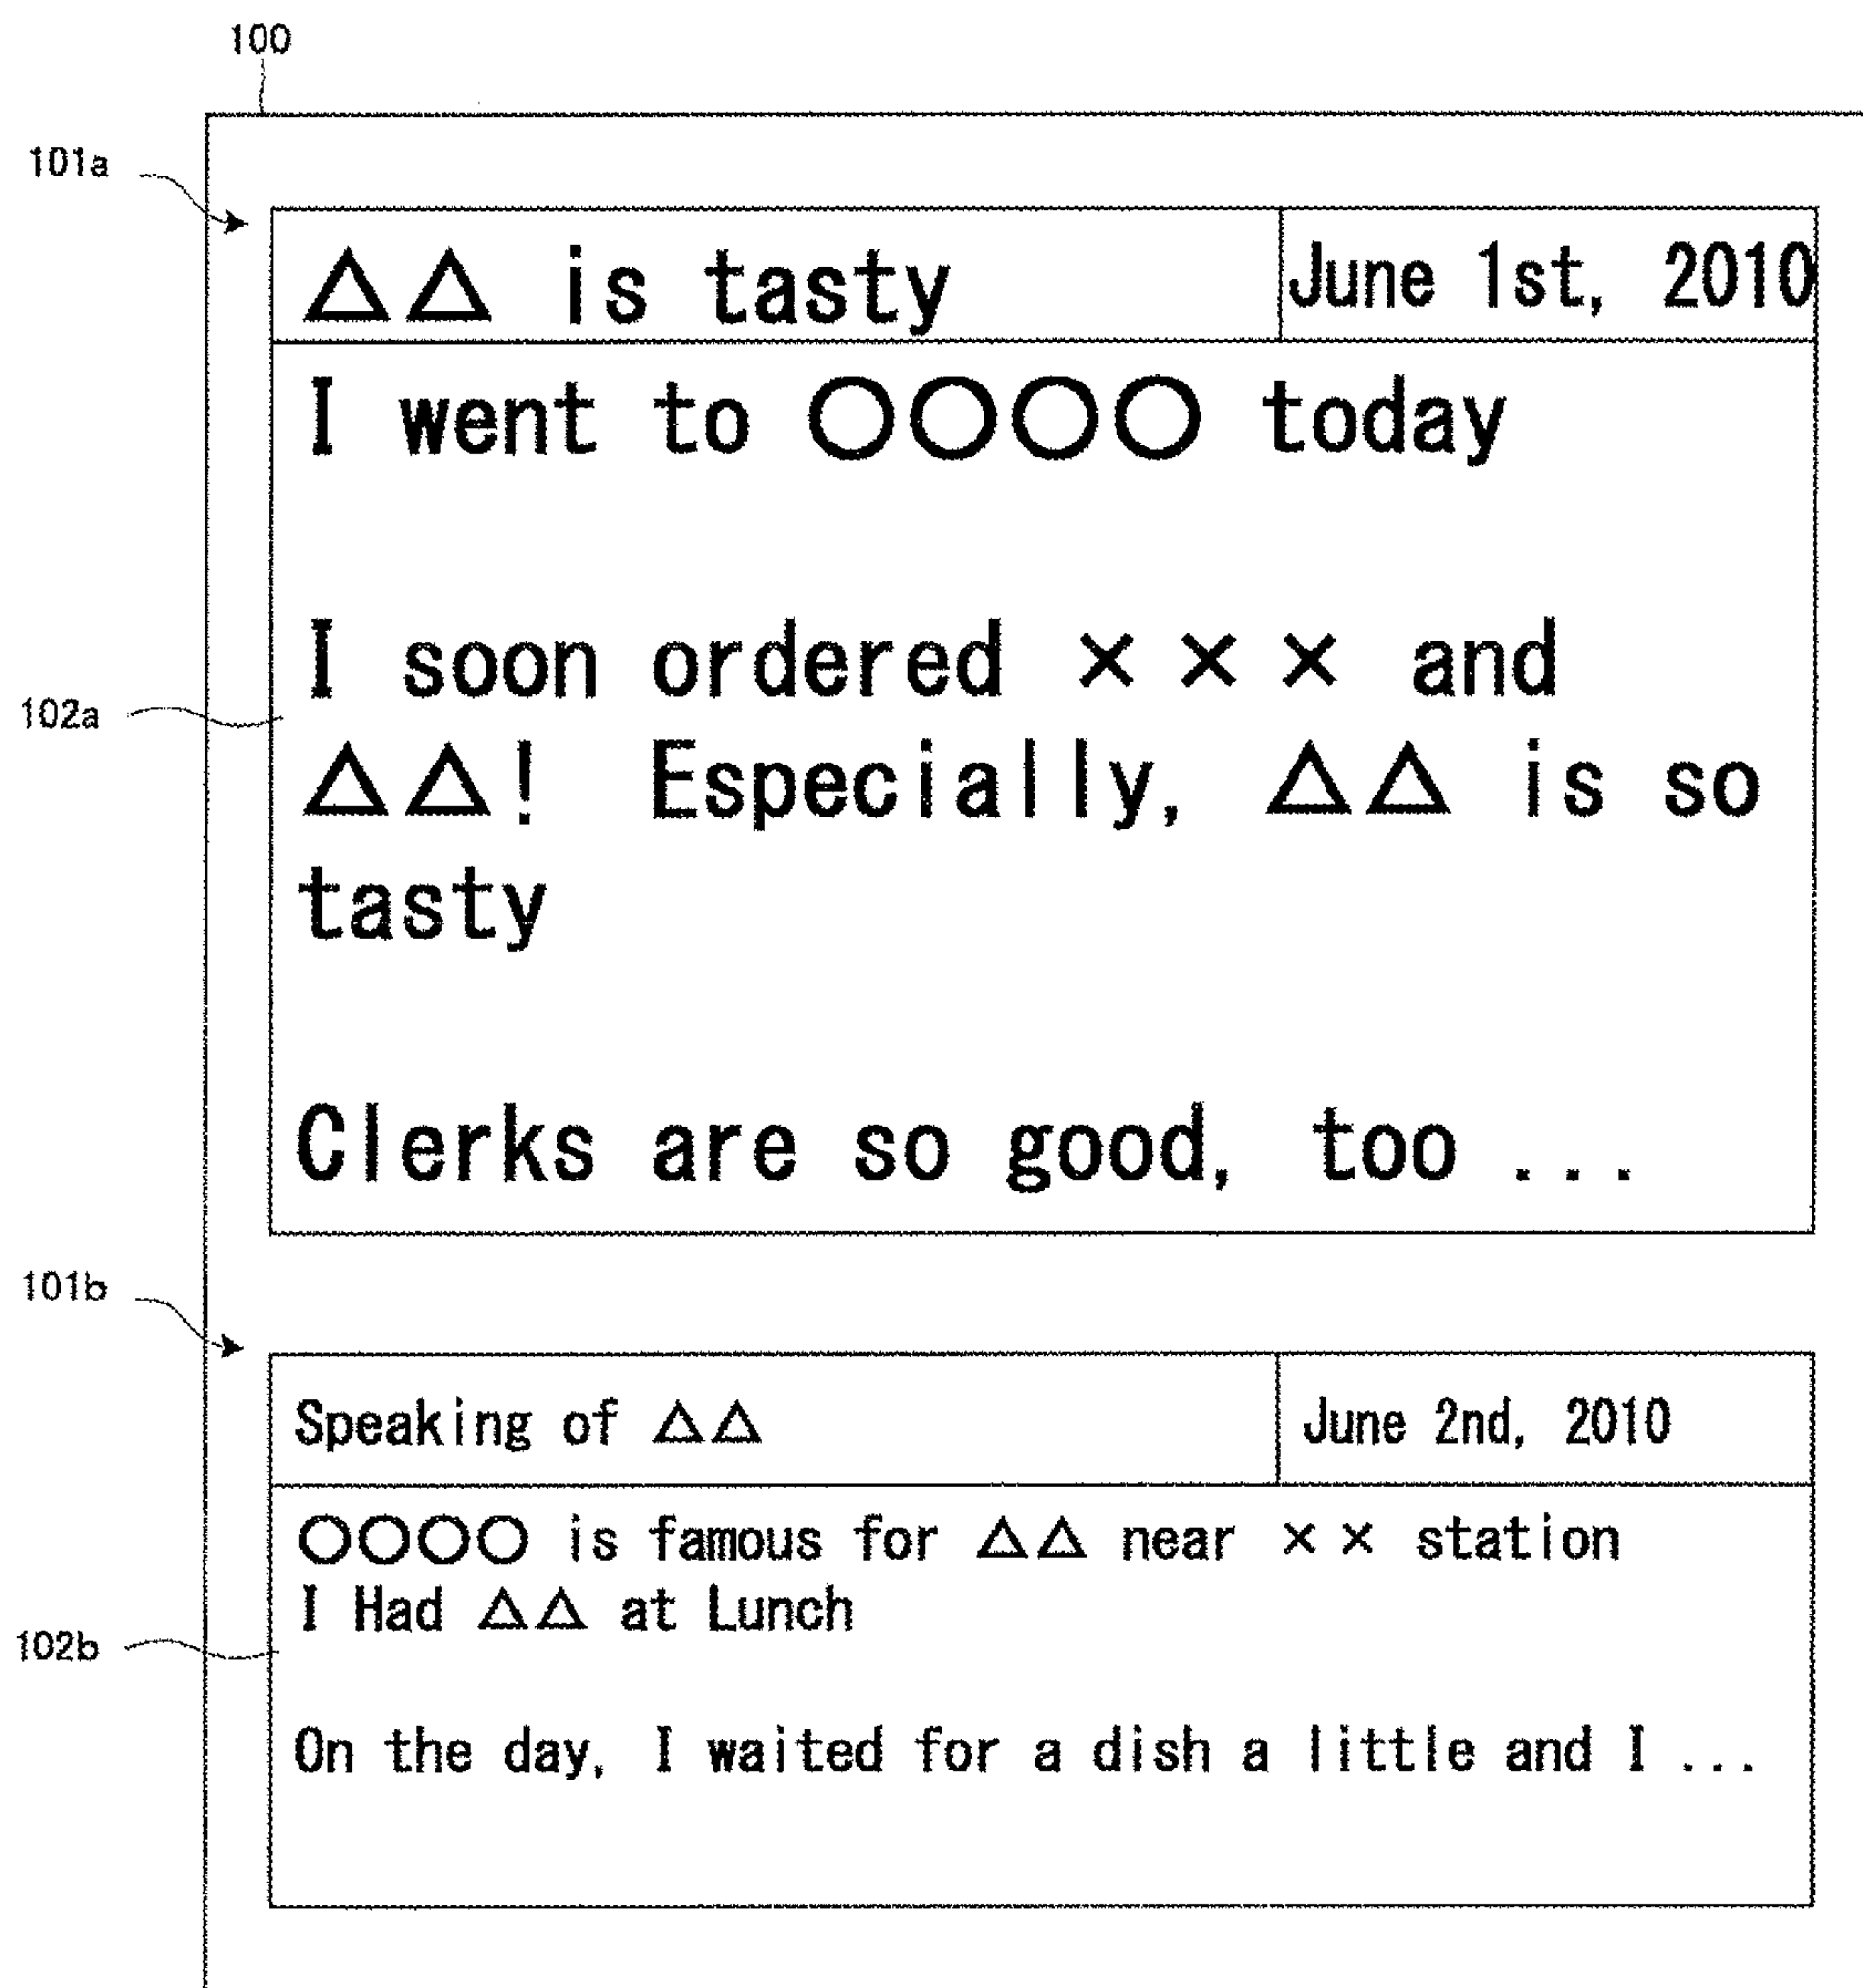 100
101a
△△ is tasty
June 1st, 2010
I went to ○○○○ today
I soon ordered ××× and
102a
△△! Especially, △△ is so
tasty
Clerks are so good, too ...
101b
Speaking of △△
June 2nd, 2010
○○○○ is famous for △△ near ×× station
I Had △△ at Lunch
102b
On the day, I waited for a dish a little and I ...